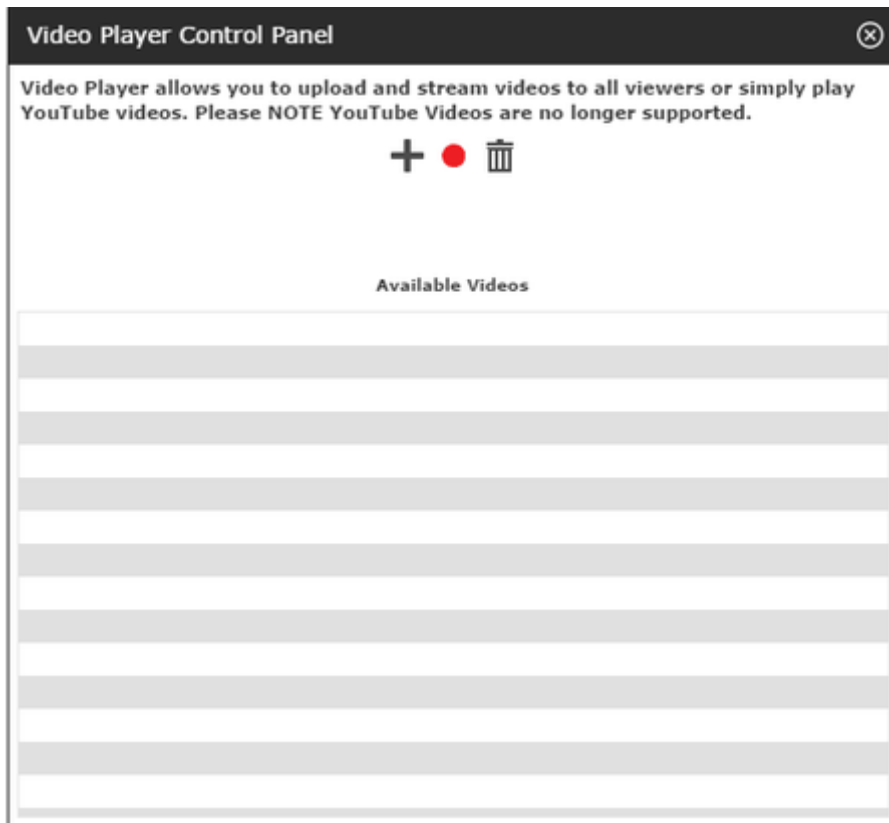 Video Player Control Panel
Video Player allows you to upload and stream videos to all viewers or simply play
YouTube videos. Please NOTE YouTube Videos are no longer supported.
Available Videos